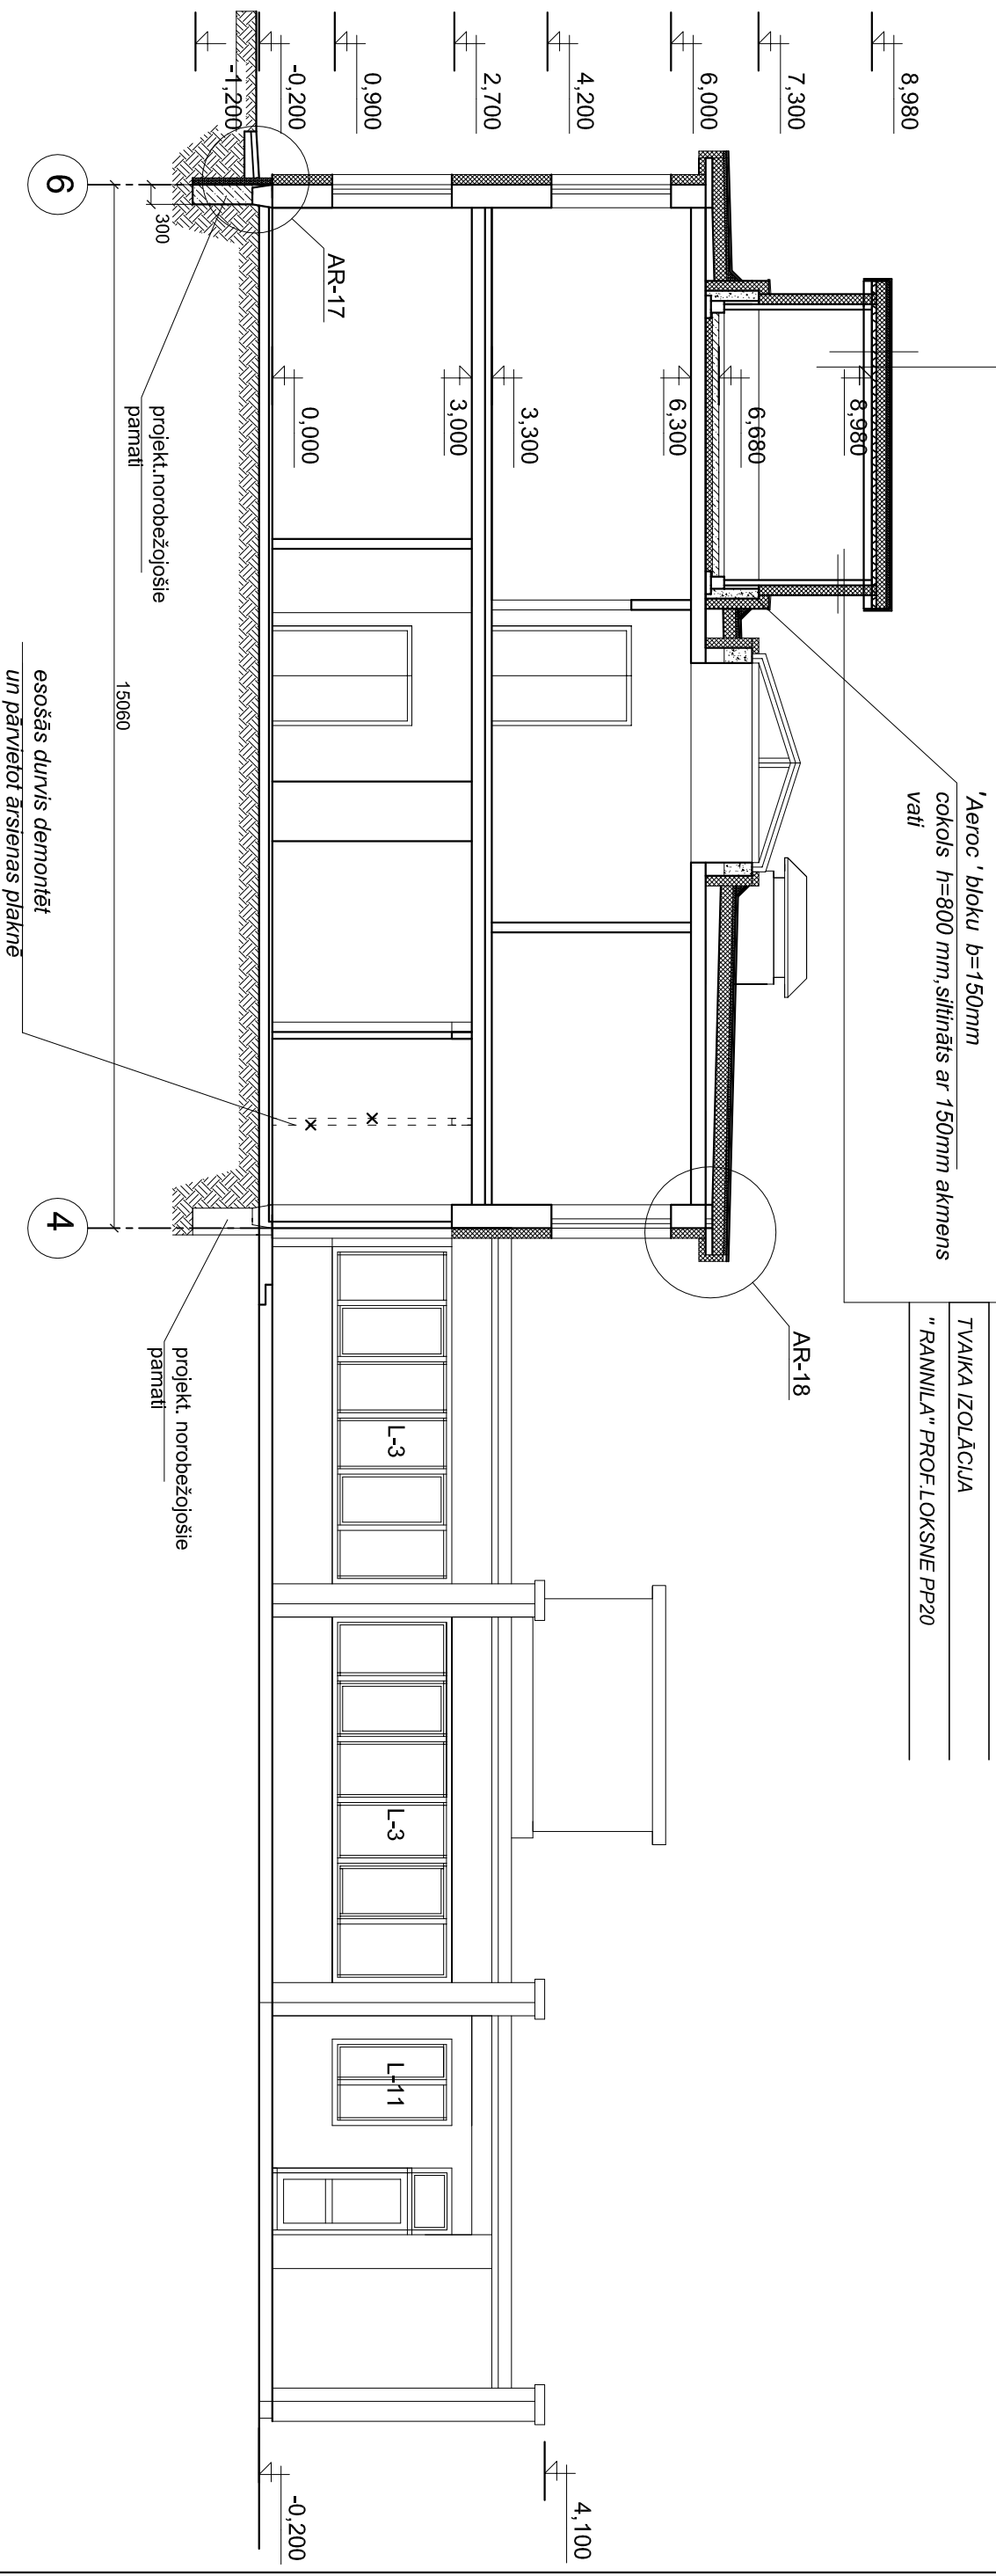 8,980
7,300
6,000
4,200
2,700
0,900
-0,200
-1,200
'Aeroc ' bloku b=150mm
cokols h=800 mm,siltināts ar 150mm akmens
vati
TVAIKA IZOLĀCIJA
"RANNILA" PROF.LOKSNE PP20
8,980
6,680
6,300
3,300
3,000
0,000
AR-17
AR-18
300
projekt.norobežojošie
pamati
15060
esošās durvis demontēt
un pārvietot ārsienas plaknē
projekt. norobežojošie
pamati
6
4
L-3
L-3
L-11
4,100
-0,200